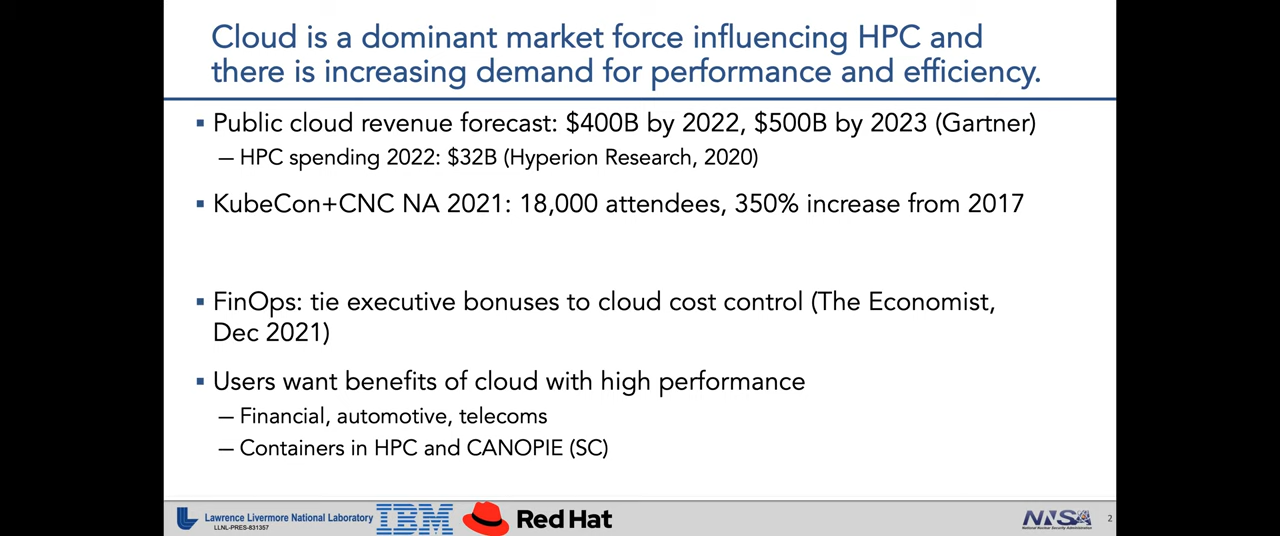 Cloud is a dominant market force influencing HPC and
there is increasing demand for performance and efficiency.
▪ Public cloud revenue forecast: $400B by 2022, $500B by 2023 (Gartner)
— HPC spending 2022: $32B (Hyperion Research, 2020)
▪ KubeCon+CNC NA 2021: 18,000 attendees, 350% increase from 2017
▪ FinOps: tie executive bonuses to cloud cost control (The Economist,
Dec 2021)
▪ Users want benefits of cloud with high performance
— Financial, automotive, telecoms
— Containers in HPC and CANOPIE (SC)
Lawrence Livermore National Laboratory
LLNL-PRES-831357
IBM
Red Hat
NNSA
National Nuclear Security Administration
2